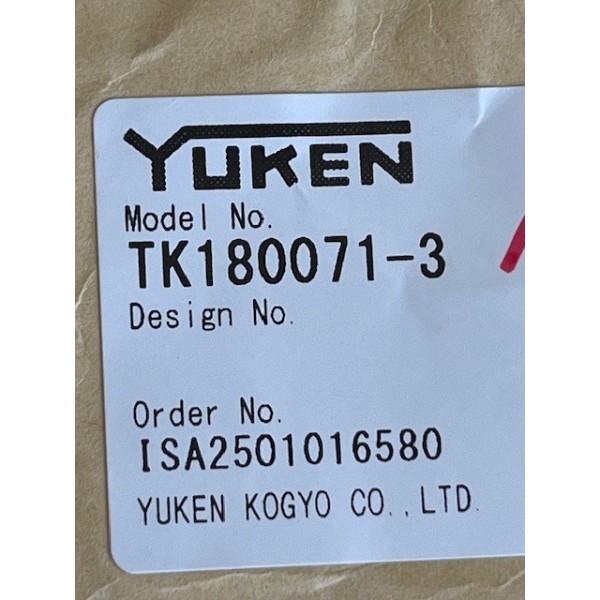 YUKEN
Model No.
TK180071-3
Design No.
Order No.
ISA2501016580
YUKEN KOGYO CO.,LTD.